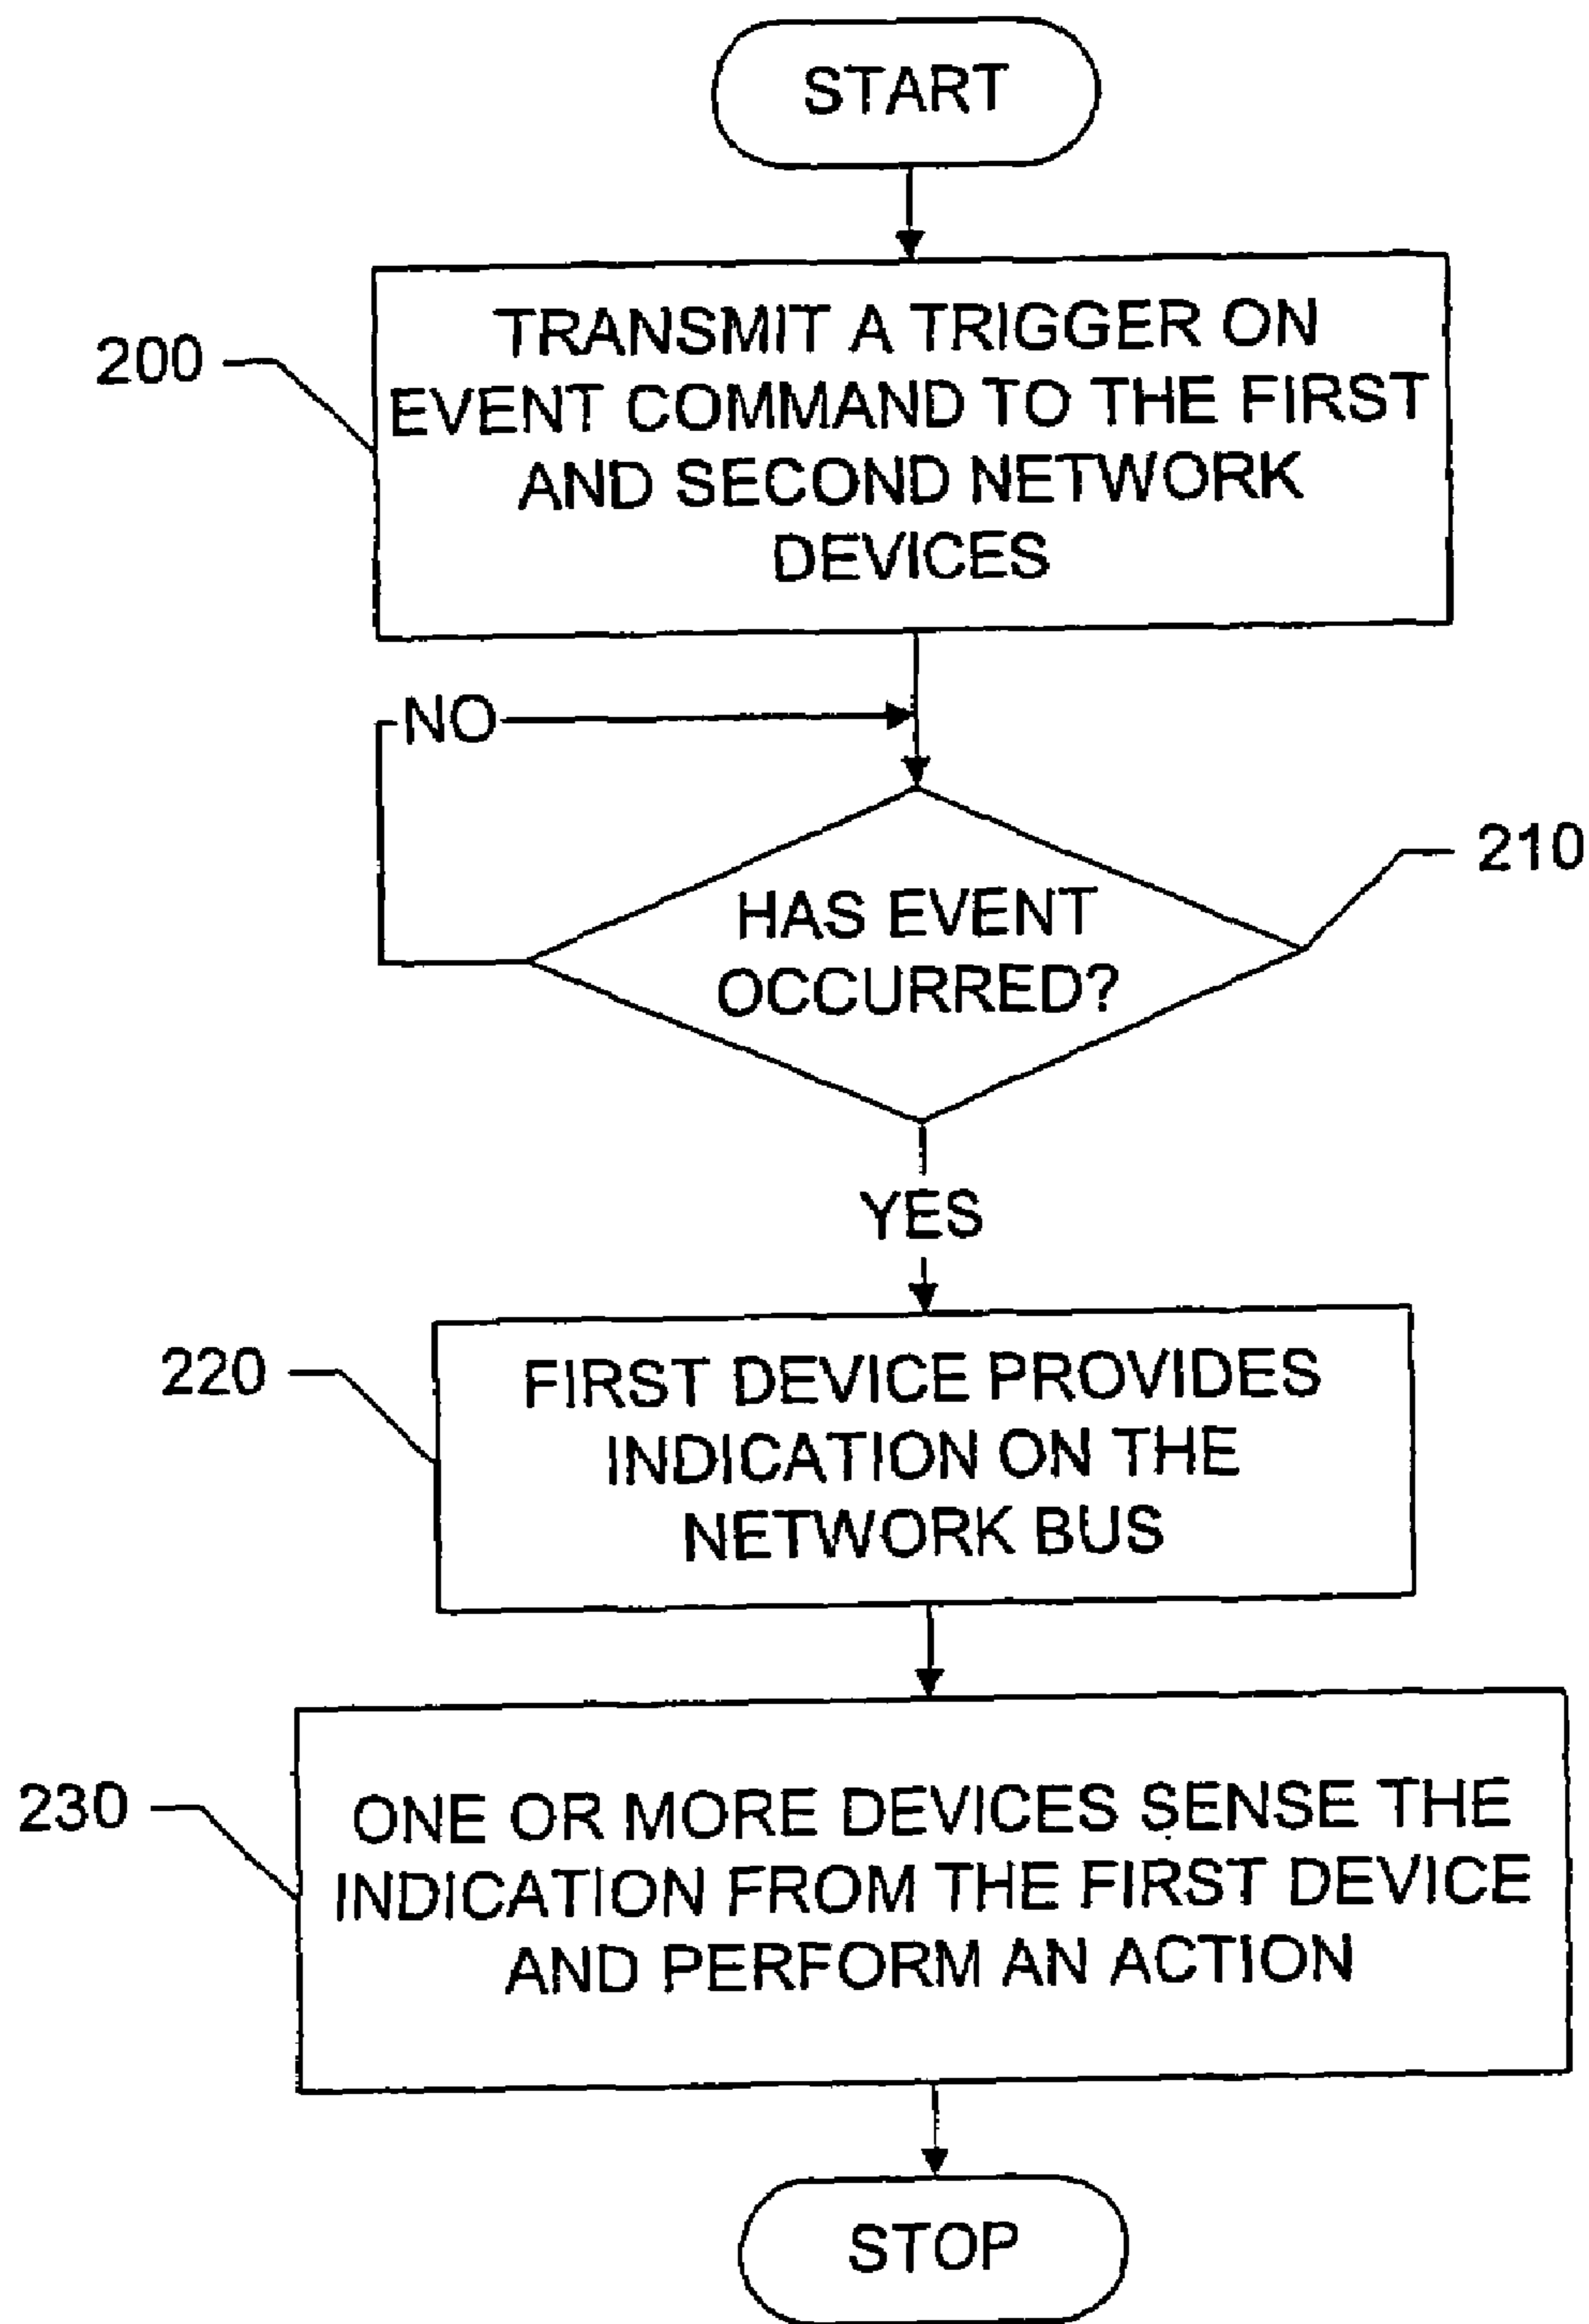 START
200
TRANSMIT A TRIGGER ON
EVENT COMMAND TO THE FIRST
AND SECOND NETWORK
DEVICES
NO
210
HAS EVENT
OCCURRED?
YES
220
FIRST DEVICE PROVIDES
INDICATION ON THE
NETWORK BUS
230
ONE OR MORE DEVICES SENSE THE
INDICATION FROM THE FIRST DEVICE
AND PERFORM AN ACTION
STOP